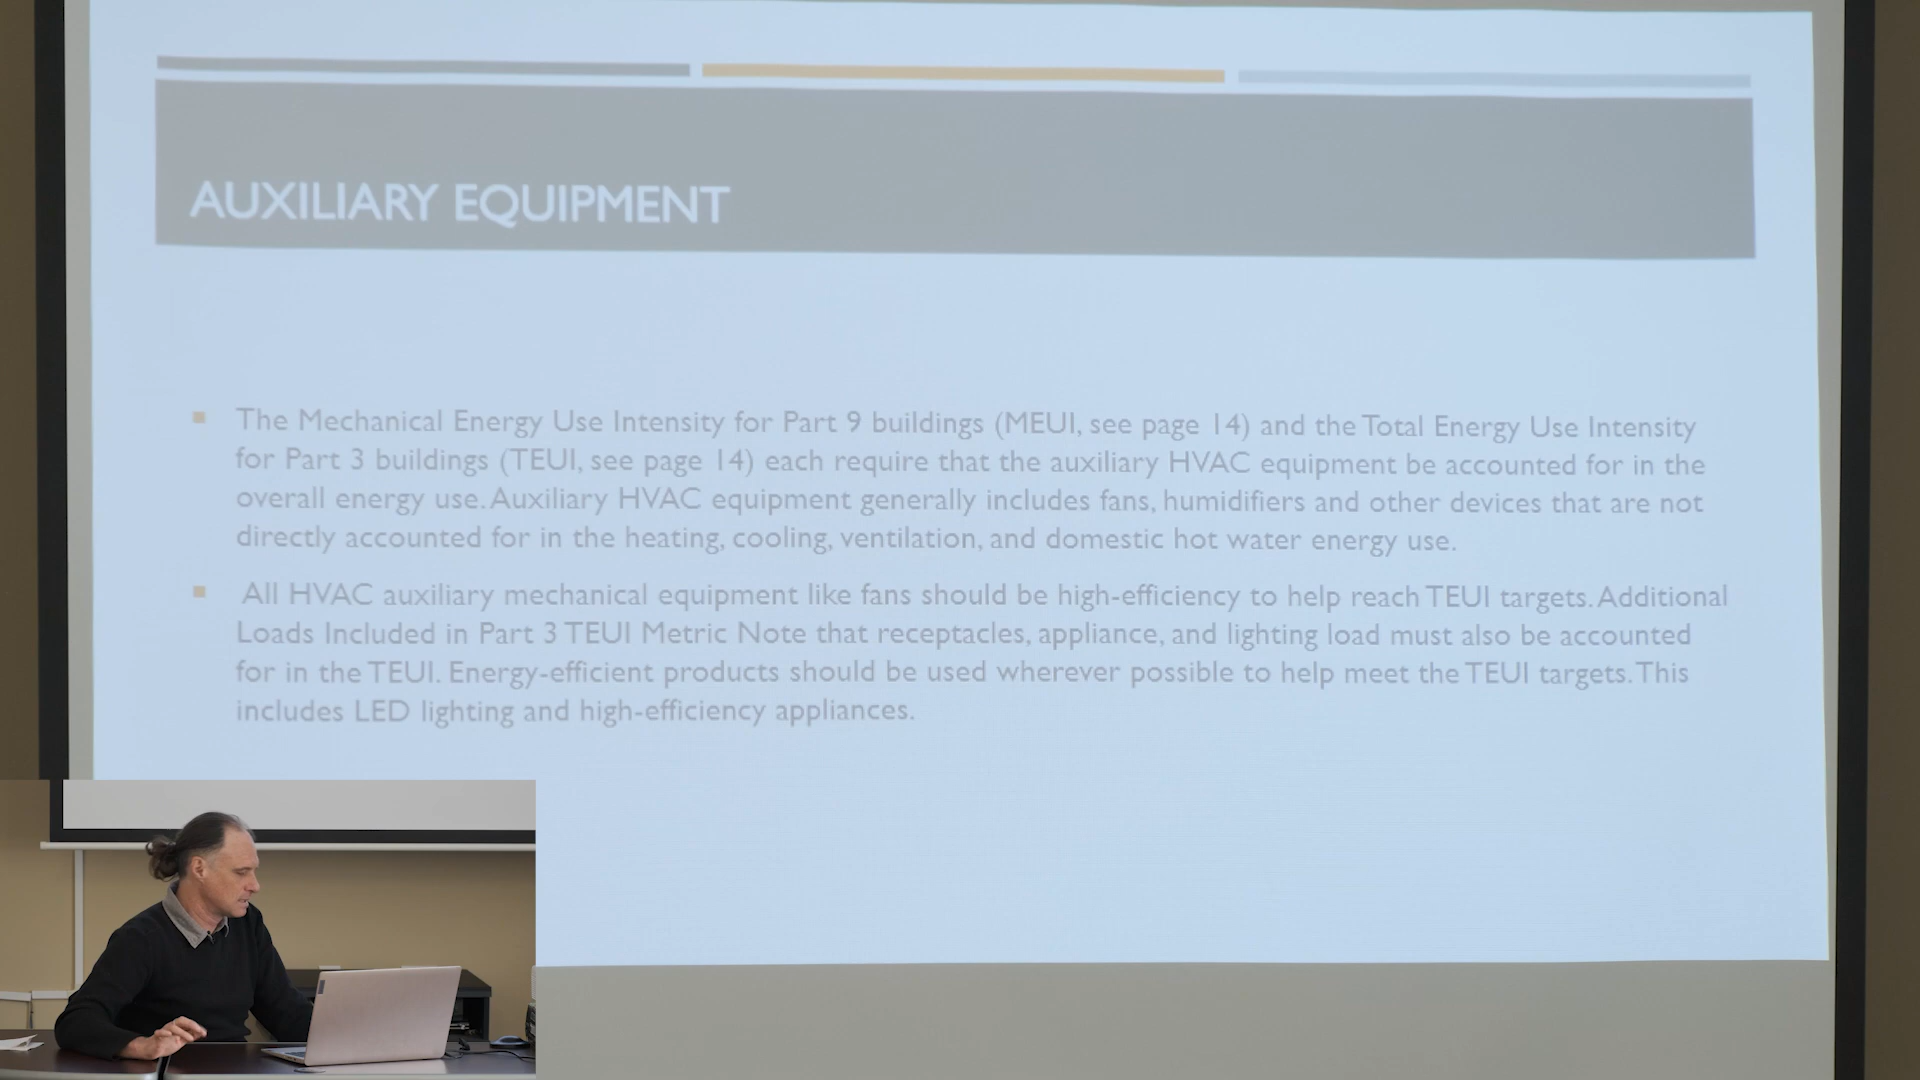 AUXILIARY EQUIPMENT
The Mechanical Energy Use Intensity for Part 9 buildings (MEUI, see page 14) and the Total Energy Use Intensity
for Part 3 buildings (TEUI, see page 14) each require that the auxiliary HVAC equipment be accounted for in the
overall energy use. Auxiliary HVAC equipment generally includes fans, humidifiers and other devices that are not
directly accounted for in the heating, cooling, ventilation, and domestic hot water energy use.
All HVAC auxiliary mechanical equipment like fans should be high-efficiency to help reach TEUI targets. Additional
Loads Included in Part 3 TEUI Metric Note that receptacles, appliance, and lighting load must also be accounted
for in the TEUI. Energy-efficient products should be used wherever possible to help meet the TEUI targets. This
includes LED lighting and high-efficiency appliances.